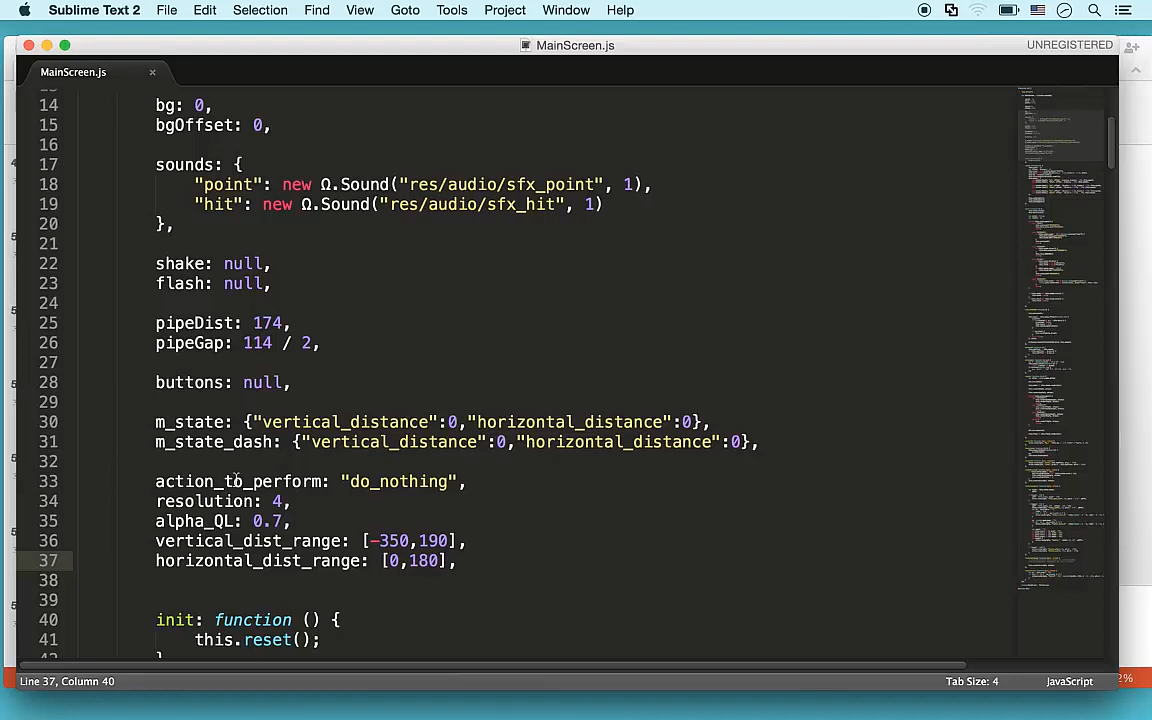 Sublime Text 2 File Edit Selection Find View Goto Tools Project Window Help
MainScreen.js
UNREGISTERED
MainScreen.js ×
14 bg: 0,
15 bgOffset: 0,
16
17 sounds: {
18 "point": new Ω.Sound("res/audio/sfx_point", 1),
19 "hit": new Ω.Sound("res/audio/sfx_hit", 1)
20 },
21
22 shake: null,
23 flash: null,
24
25 pipeDist: 174,
26 pipeGap: 114 / 2,
27
28 buttons: null,
29
30 m_state: {"vertical_distance":0,"horizontal_distance":0},
31 m_state_dash: {"vertical_distance":0,"horizontal_distance":0},
32
33 action_to_perform: "do_nothing",
34 resolution: 4,
35 alpha_QL: 0.7,
36 vertical_dist_range: [-350,190],
37 horizontal_dist_range: [0,180],
38
39
40 init: function () {
41 this.reset();
Line 37, Column 40
Tab Size: 4
JavaScript
2%